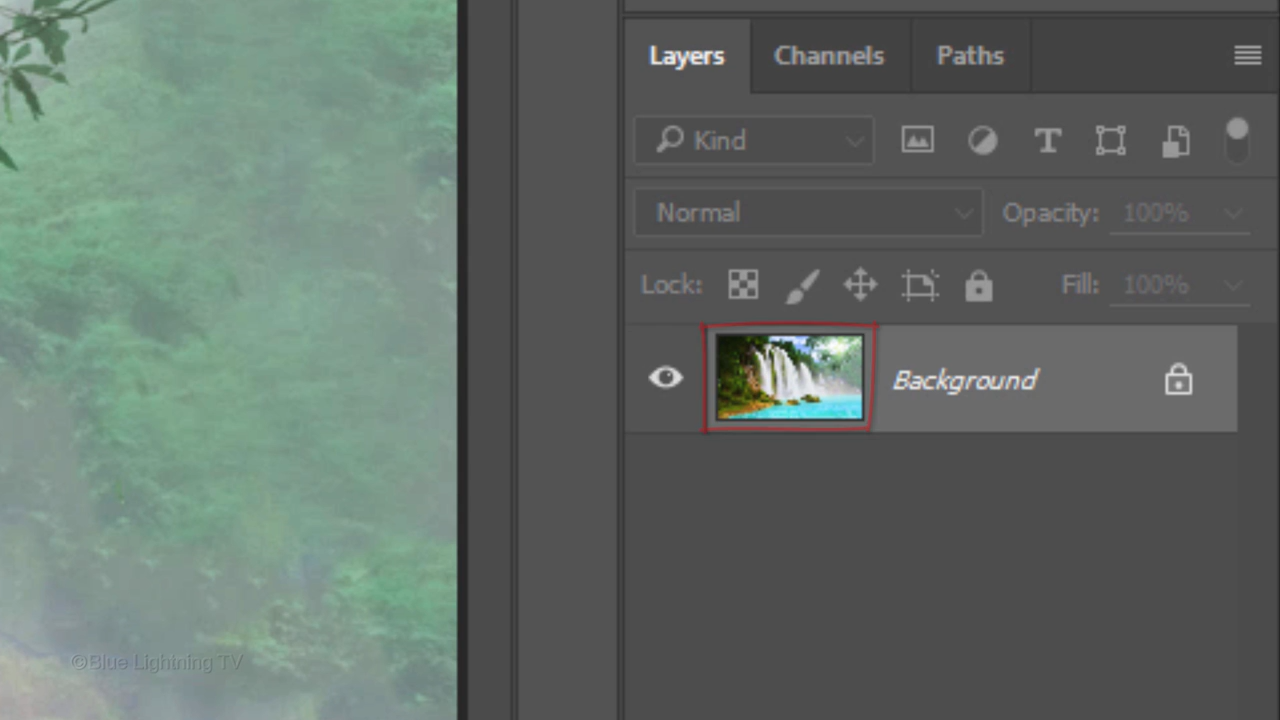 Layers Channels Paths
Kind
Normal Opacity: 100%
Lock: Fill: 100%
Background
©Blue Lightning TV